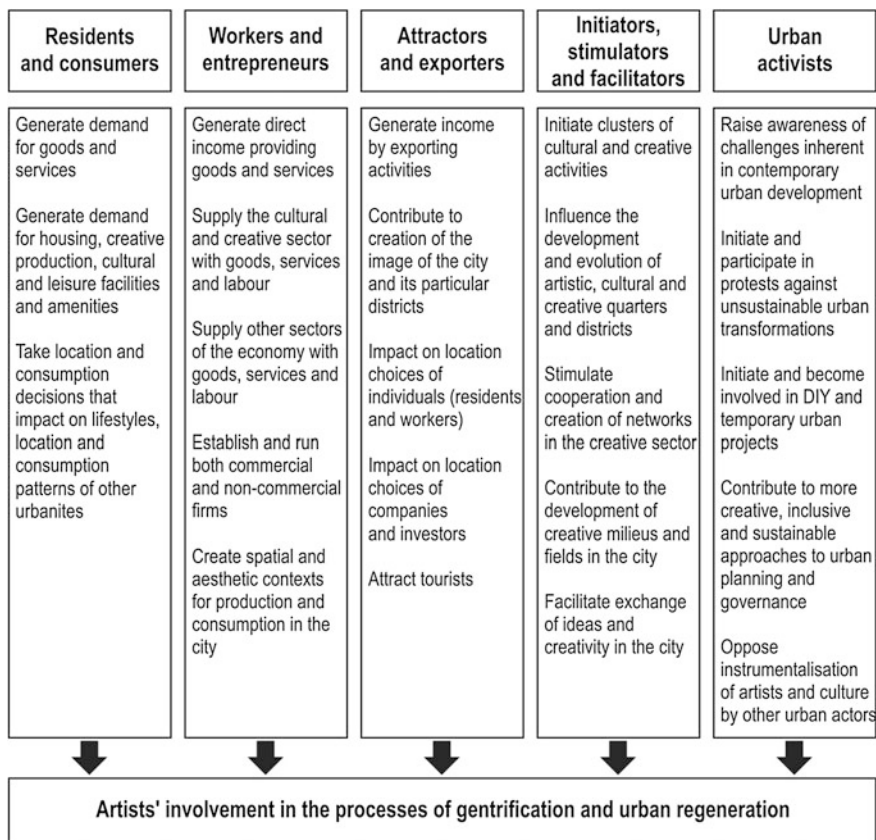 Residents
and consumers
Workers and
entrepreneurs
Attractors
and exporters
Initiators,
stimulators
and facilitators
Urban
activists
Generate demand
for goods and
services
Generate demand
for housing, creative
production, cultural
and leisure facilities
and amenities
Take location and
consumption
decisions that
impact on lifestyles,
location and
consumption
patterns of other
urbanites
Generate direct
income providing
goods and services
Supply the cultural
and creative sector
with goods, services
and labour
Supply other sectors
of the economy with
goods, services and
labour
Establish and run
both commercial
and non-commercial
firms
Create spatial and
aesthetic contexts
for production and
consumption in the
city
Generate income
by exporting
activities
Contribute to
creation of the
image of the city
and its particular
districts
Impact on location
choices of
individuals (residents
and workers)
Impact on location
choices of
companies
and investors
Attract tourists
Initiate clusters of
cultural and creative
activities
Influence the
development
and evolution of
artistic, cultural and
creative quarters
and districts
Stimulate
cooperation and
creation of networks
in the creative sector
Contribute to the
development of
creative milieus and
fields in the city
Facilitate exchange
of ideas and
creativity in the city
Raise awareness of
challenges inherent
in contemporary
urban development
Initiate and
participate in
protests against
unsustainable urban
transformations
Initiate and become
involved in DIY and
temporary urban
projects
Contribute to more
creative, inclusive
and sustainable
approaches to urban
planning and
governance
Oppose
instrumentalisation
of artists and culture
by other urban actors
Artists' involvement in the processes of gentrification and urban regeneration